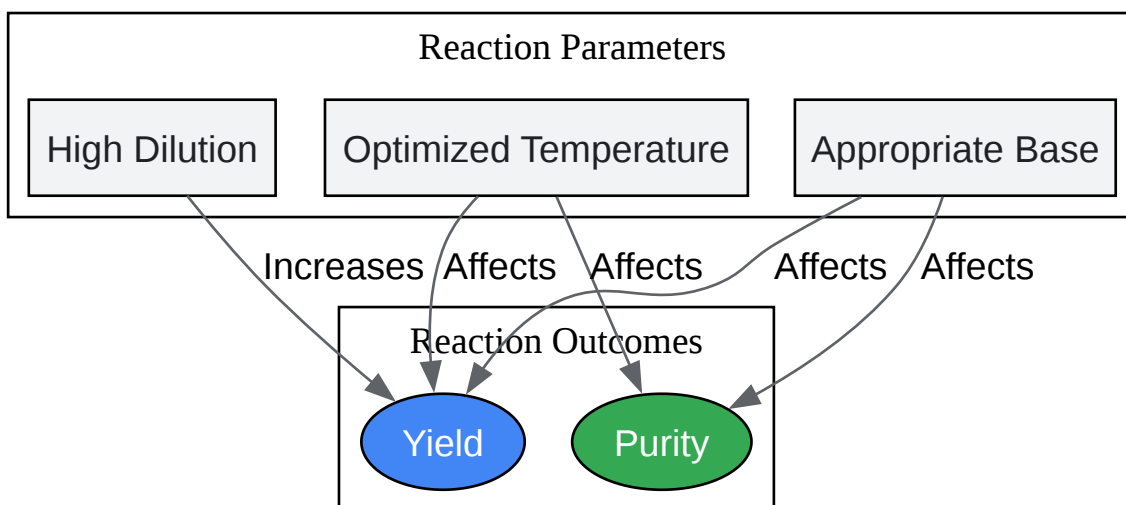 Reaction Parameters
High Dilution
Optimized Temperature
Appropriate Base
Increases
Affects
Affects
Affects
Affects
Reaction Outcomes
Yield
Purity